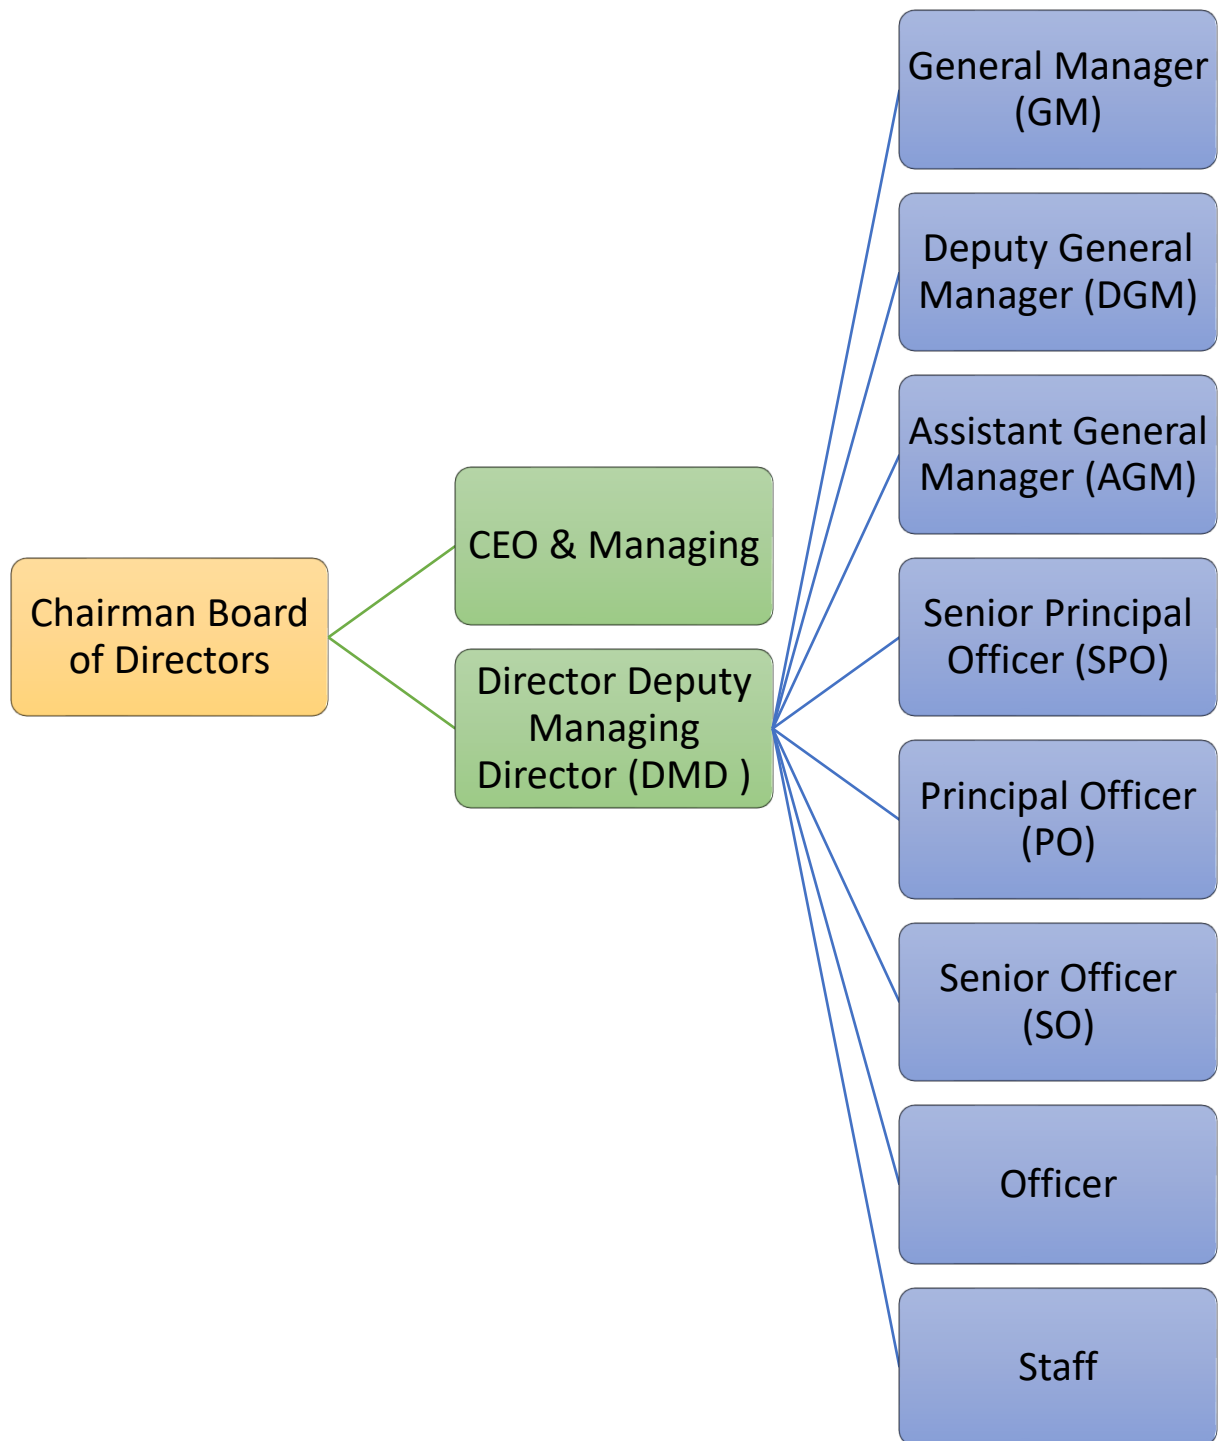 Chairman Board
of Directors
CEO & Managing
Director Deputy
Managing
Director (DMD )
General Manager
(GM)
Deputy General
Manager (DGM)
Assistant General
Manager (AGM)
Senior Principal
Officer (SPO)
Principal Officer
(PO)
Senior Officer
(SO)
Officer
Staff